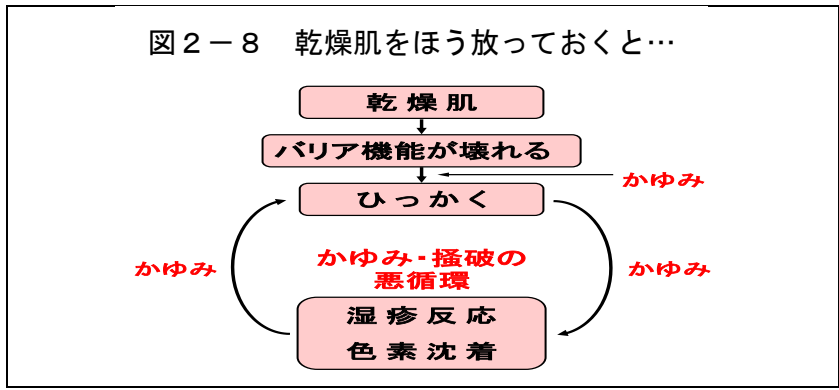 図２－８　乾燥肌をほう放っておくと…
乾燥肌
バリア機能が壊れる
かゆみ
ひっかく
かゆみ
かゆみ・掻破の
悪循環
かゆみ
湿疹反応
色素沈着